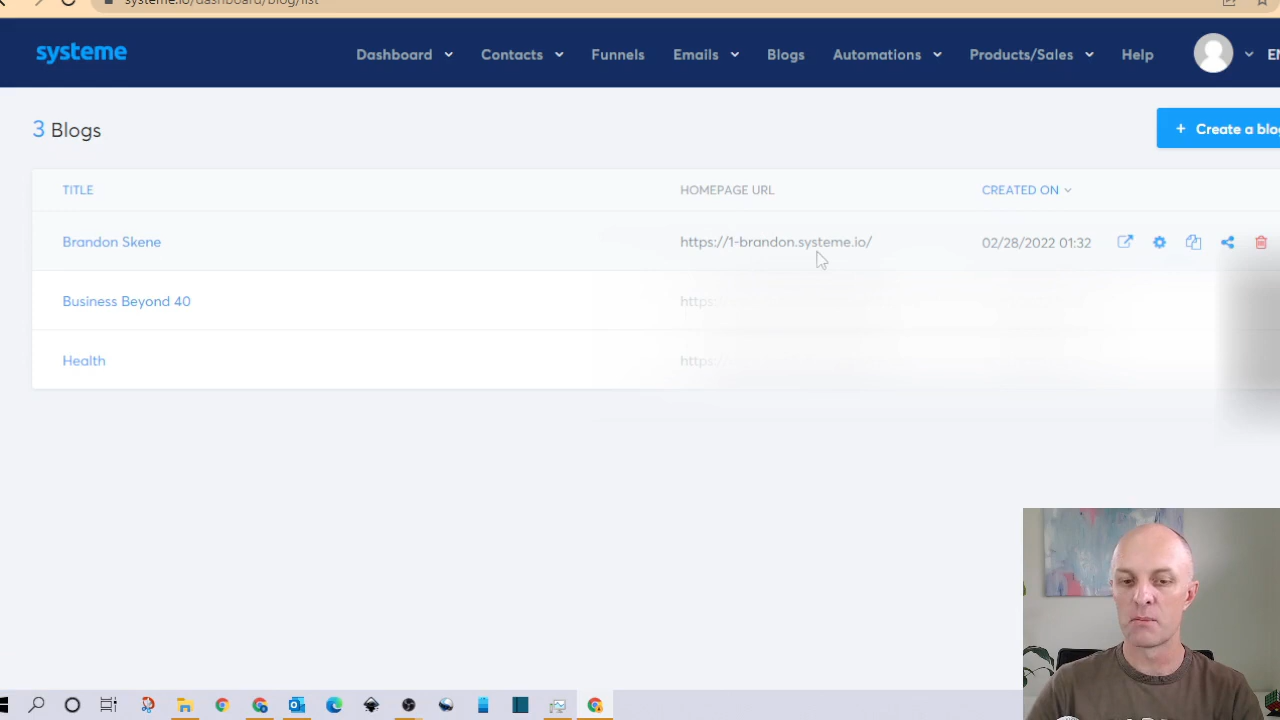 systeme.io/dashboard/blog/list
systeme Dashboard Contacts Funnels Emails Blogs Automations Products/Sales Help
3 Blogs
+ Create a
TITLE HOMEPAGE URL CREATED ON
Brandon Skene https://1-brandon.systeme.io/ 02/28/2022 01:32
Business Beyond 40 https
Health https